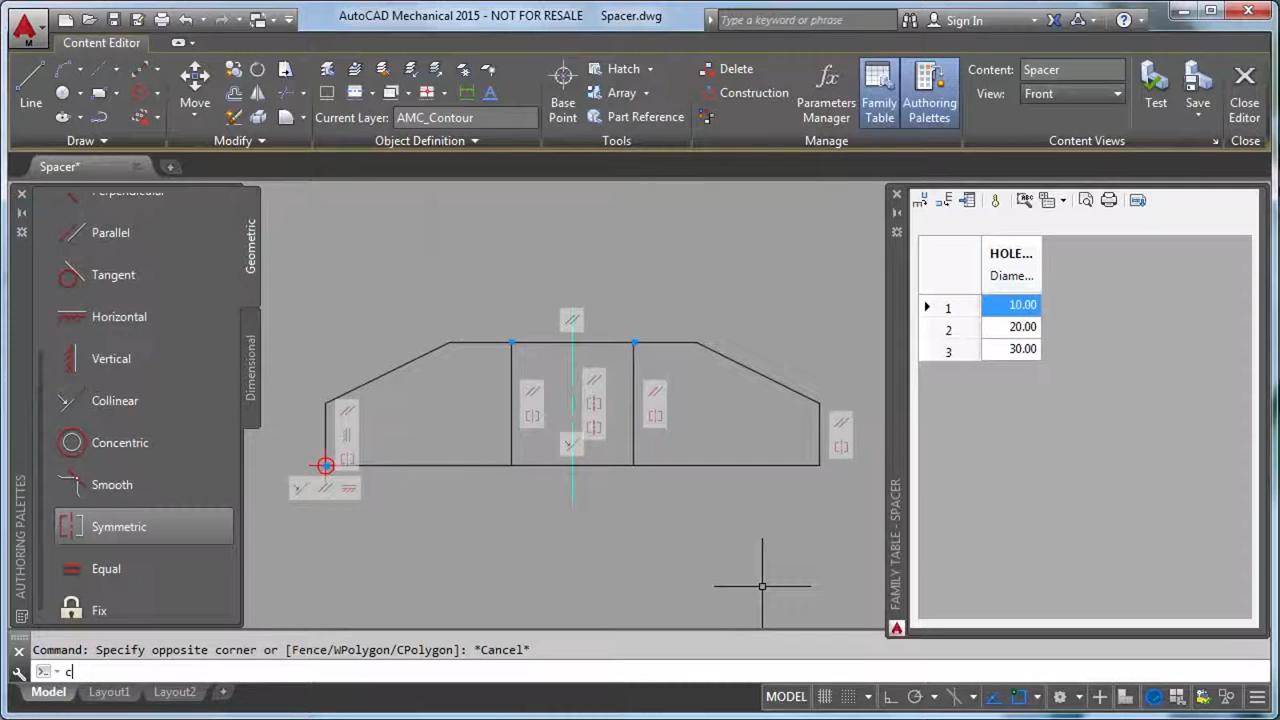 AutoCAD Mechanical 2015 - NOT FOR RESALE Spacer.dwg
Type a keyword or phrase
Sign In
M
Content Editor
Line
Move
Draw
Modify
Current Layer: AMC_Contour
Object Definition
Base
Point
Hatch
Array
Part Reference
Tools
Delete
Construction
Parameters
Manager
Family
Table
Authoring
Palettes
Manage
Content: Spacer
View: Front
Test
Save
Content Views
Close
Editor
Close
Spacer*
Perpendicular
Parallel
Tangent
Horizontal
Vertical
Collinear
Concentric
Smooth
Symmetric
Equal
Fix
Geometric
Dimensional
AUTHORING PALETTES
FAMILY TABLE - SPACER
HOLE...
Diame...
1 10.00
2 20.00
3 30.00
Command: Specify opposite corner or [Fence/WPolygon/CPolygon]: *Cancel*
c
Model Layout1 Layout2
MODEL